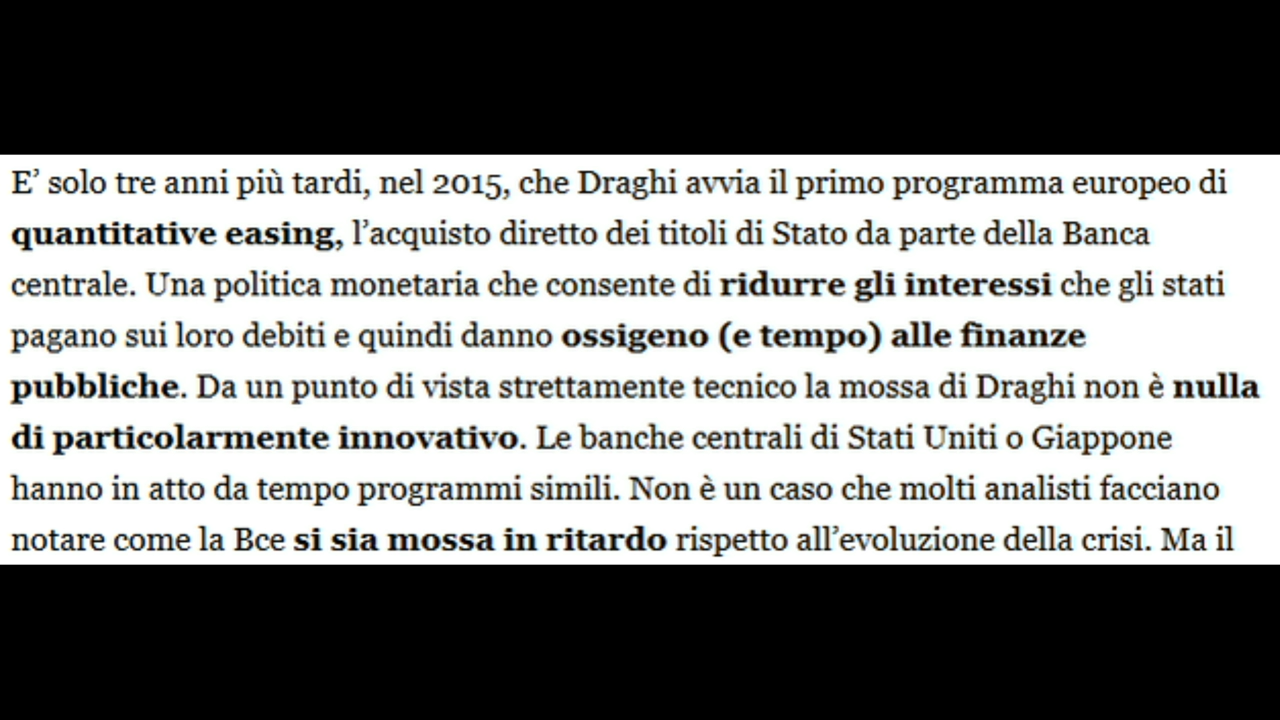 E’ solo tre anni più tardi, nel 2015, che Draghi avvia il primo programma europeo di
quantitative easing, l’acquisto diretto dei titoli di Stato da parte della Banca
centrale. Una politica monetaria che consente di ridurre gli interessi che gli stati
pagano sui loro debiti e quindi danno ossigeno (e tempo) alle finanze
pubbliche. Da un punto di vista strettamente tecnico la mossa di Draghi non è nulla
di particolarmente innovativo. Le banche centrali di Stati Uniti o Giappone
hanno in atto da tempo programmi simili. Non è un caso che molti analisti facciano
notare come la Bce si sia mossa in ritardo rispetto all’evoluzione della crisi. Ma il